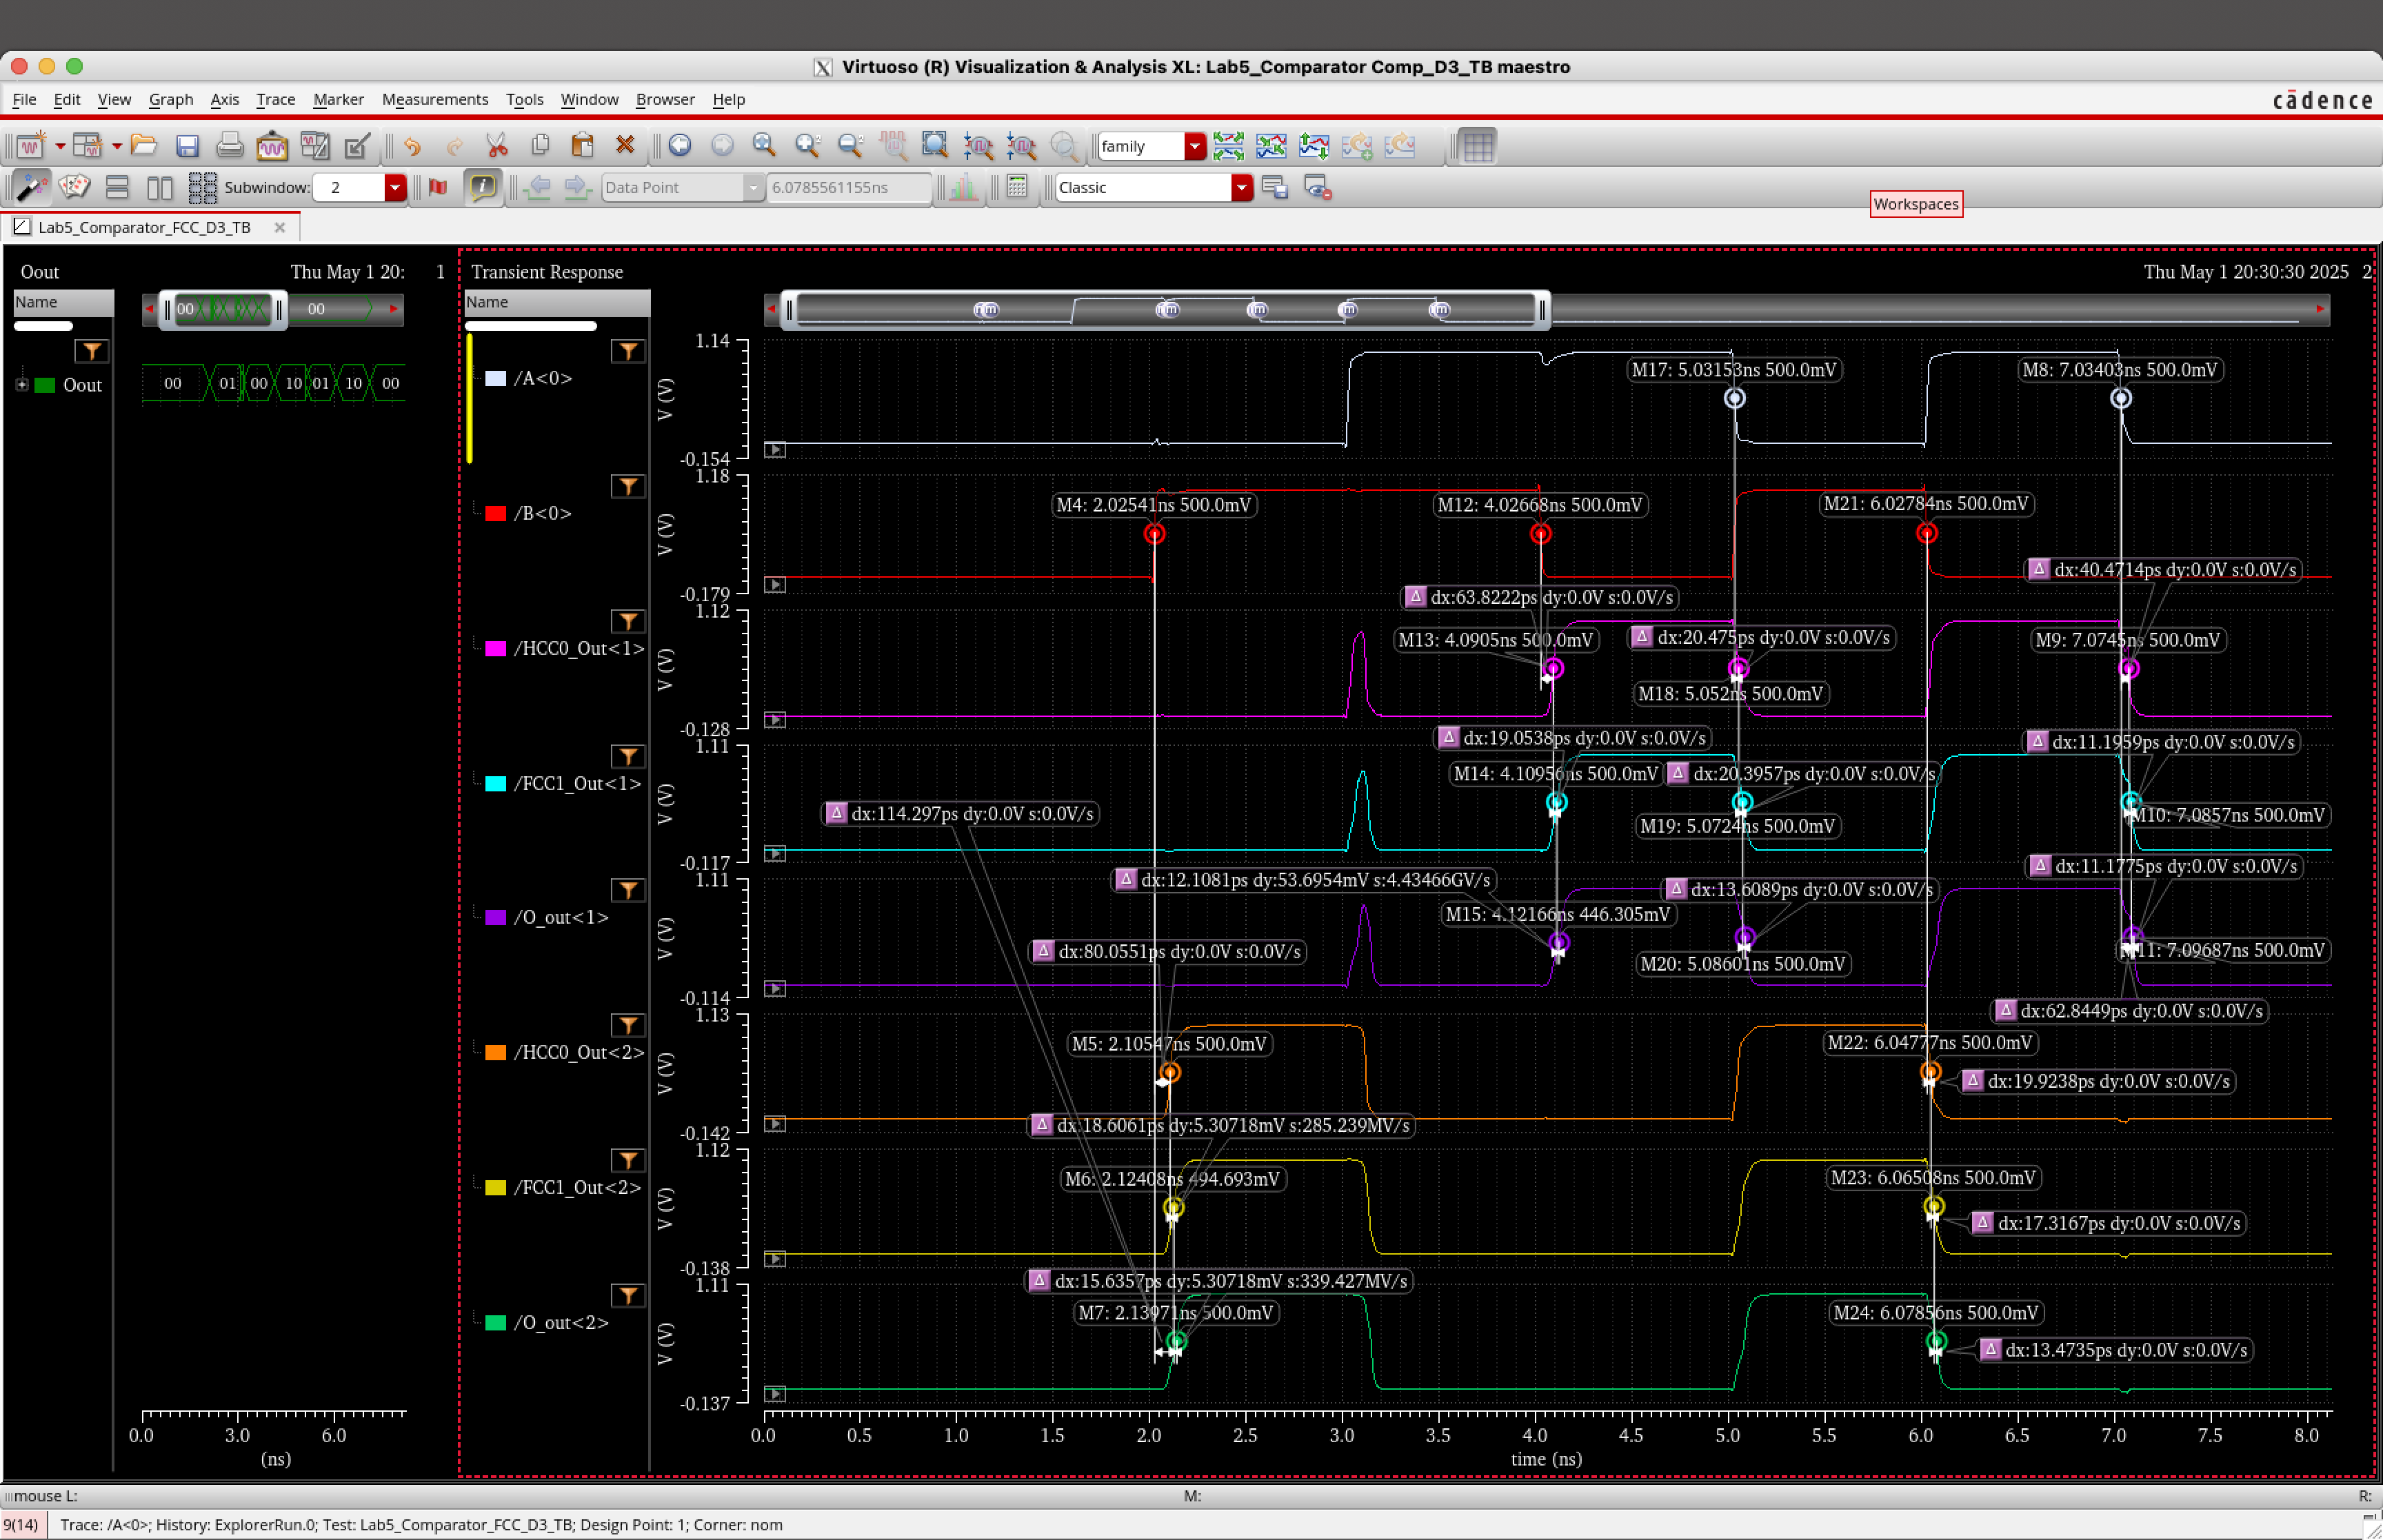 Virtuoso (R) Visualization & Analysis XL: Lab5_Comparator Comp_D3_TB maestro
File Edit View Graph Axis Trace Marker Measurements Tools Window Browser Help
cādence
family
Subwindow: 2
Data Point
6.0785561155ns
Classic
Workspaces
Lab5_Comparator_FCC_D3_TB
Oout
Thu May 1 20:
1
Name
00
00
Oout
00 01 00 10 01 10 00
0.0 3.0 6.0
(ns)
Transient Response
Thu May 1 20:30:30 2025 2
Name
/A<0>
V (V)
1.14
-0.154
M17: 5.03153ns 500.0mV
M8: 7.03403ns 500.0mV
/B<0>
V (V)
1.18
-0.179
M4: 2.02541ns 500.0mV
M12: 4.02668ns 500.0mV
M21: 6.02784ns 500.0mV
dx:40.4714ps dy:0.0V s:0.0V/s
dx:63.8222ps dy:0.0V s:0.0V/s
/HCC0_Out<1>
V (V)
1.12
-0.128
M13: 4.0905ns 500.0mV
dx:20.475ps dy:0.0V s:0.0V/s
M9: 7.0745ns 500.0mV
M18: 5.052ns 500.0mV
/FCC1_Out<1>
V (V)
1.11
-0.117
dx:19.0538ps dy:0.0V s:0.0V/s
dx:11.1959ps dy:0.0V s:0.0V/s
M14: 4.10956ns 500.0mV
dx:20.3957ps dy:0.0V s:0.0V/s
dx:114.297ps dy:0.0V s:0.0V/s
M19: 5.0724ns 500.0mV
M10: 7.0857ns 500.0mV
/O_out<1>
V (V)
1.11
-0.114
dx:11.1775ps dy:0.0V s:0.0V/s
dx:12.1081ps dy:53.6954mV s:4.43466GV/s
dx:13.6089ps dy:0.0V s:0.0V/s
M15: 4.12166ns 446.305mV
dx:80.0551ps dy:0.0V s:0.0V/s
M20: 5.08601ns 500.0mV
M11: 7.09687ns 500.0mV
dx:62.8449ps dy:0.0V s:0.0V/s
/HCC0_Out<2>
V (V)
1.13
-0.142
M5: 2.10547ns 500.0mV
M22: 6.04777ns 500.0mV
dx:19.9238ps dy:0.0V s:0.0V/s
dx:18.6061ps dy:5.30718mV s:285.239MV/s
/FCC1_Out<2>
V (V)
1.12
-0.138
M6: 2.12408ns 494.693mV
M23: 6.06508ns 500.0mV
dx:17.3167ps dy:0.0V s:0.0V/s
dx:15.6357ps dy:5.30718mV s:339.427MV/s
/O_out<2>
V (V)
1.11
-0.137
M7: 2.13971ns 500.0mV
M24: 6.07856ns 500.0mV
dx:13.4735ps dy:0.0V s:0.0V/s
0.0 0.5 1.0 1.5 2.0 2.5 3.0 3.5 4.0 4.5 5.0 5.5 6.0 6.5 7.0 7.5 8.0
time (ns)
mouse L:
M:
R:
9(14)
Trace: /A<0>; History: ExplorerRun.0; Test: Lab5_Comparator_FCC_D3_TB; Design Point: 1; Corner: nom